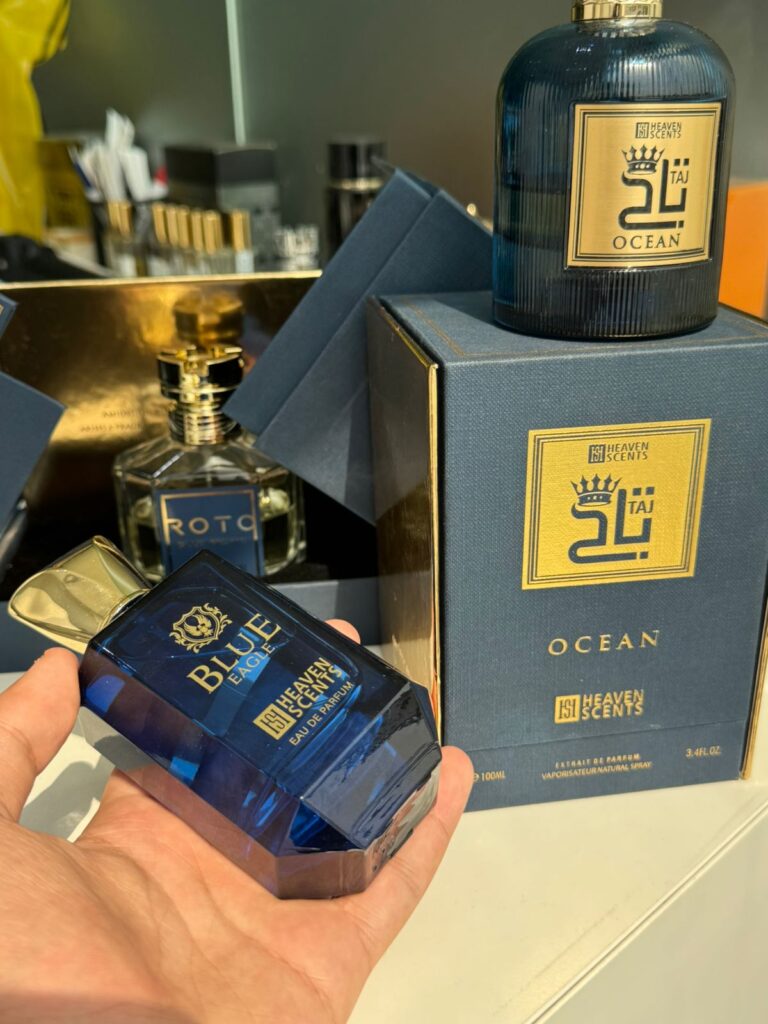 HEAVEN
SCENTS
تاج
TAJ
OCEAN
HEAVEN
SCENTS
تاج
TAJ
OCEAN
HEAVEN
SCENTS
EXTRAIT DE PARFUM
VAPORISATEUR NATURAL SPRAY
100ML
3.4FL.OZ
ROTO
BLUE
EAGLE
HEAVEN
SCENTS
EAU DE PARFUM